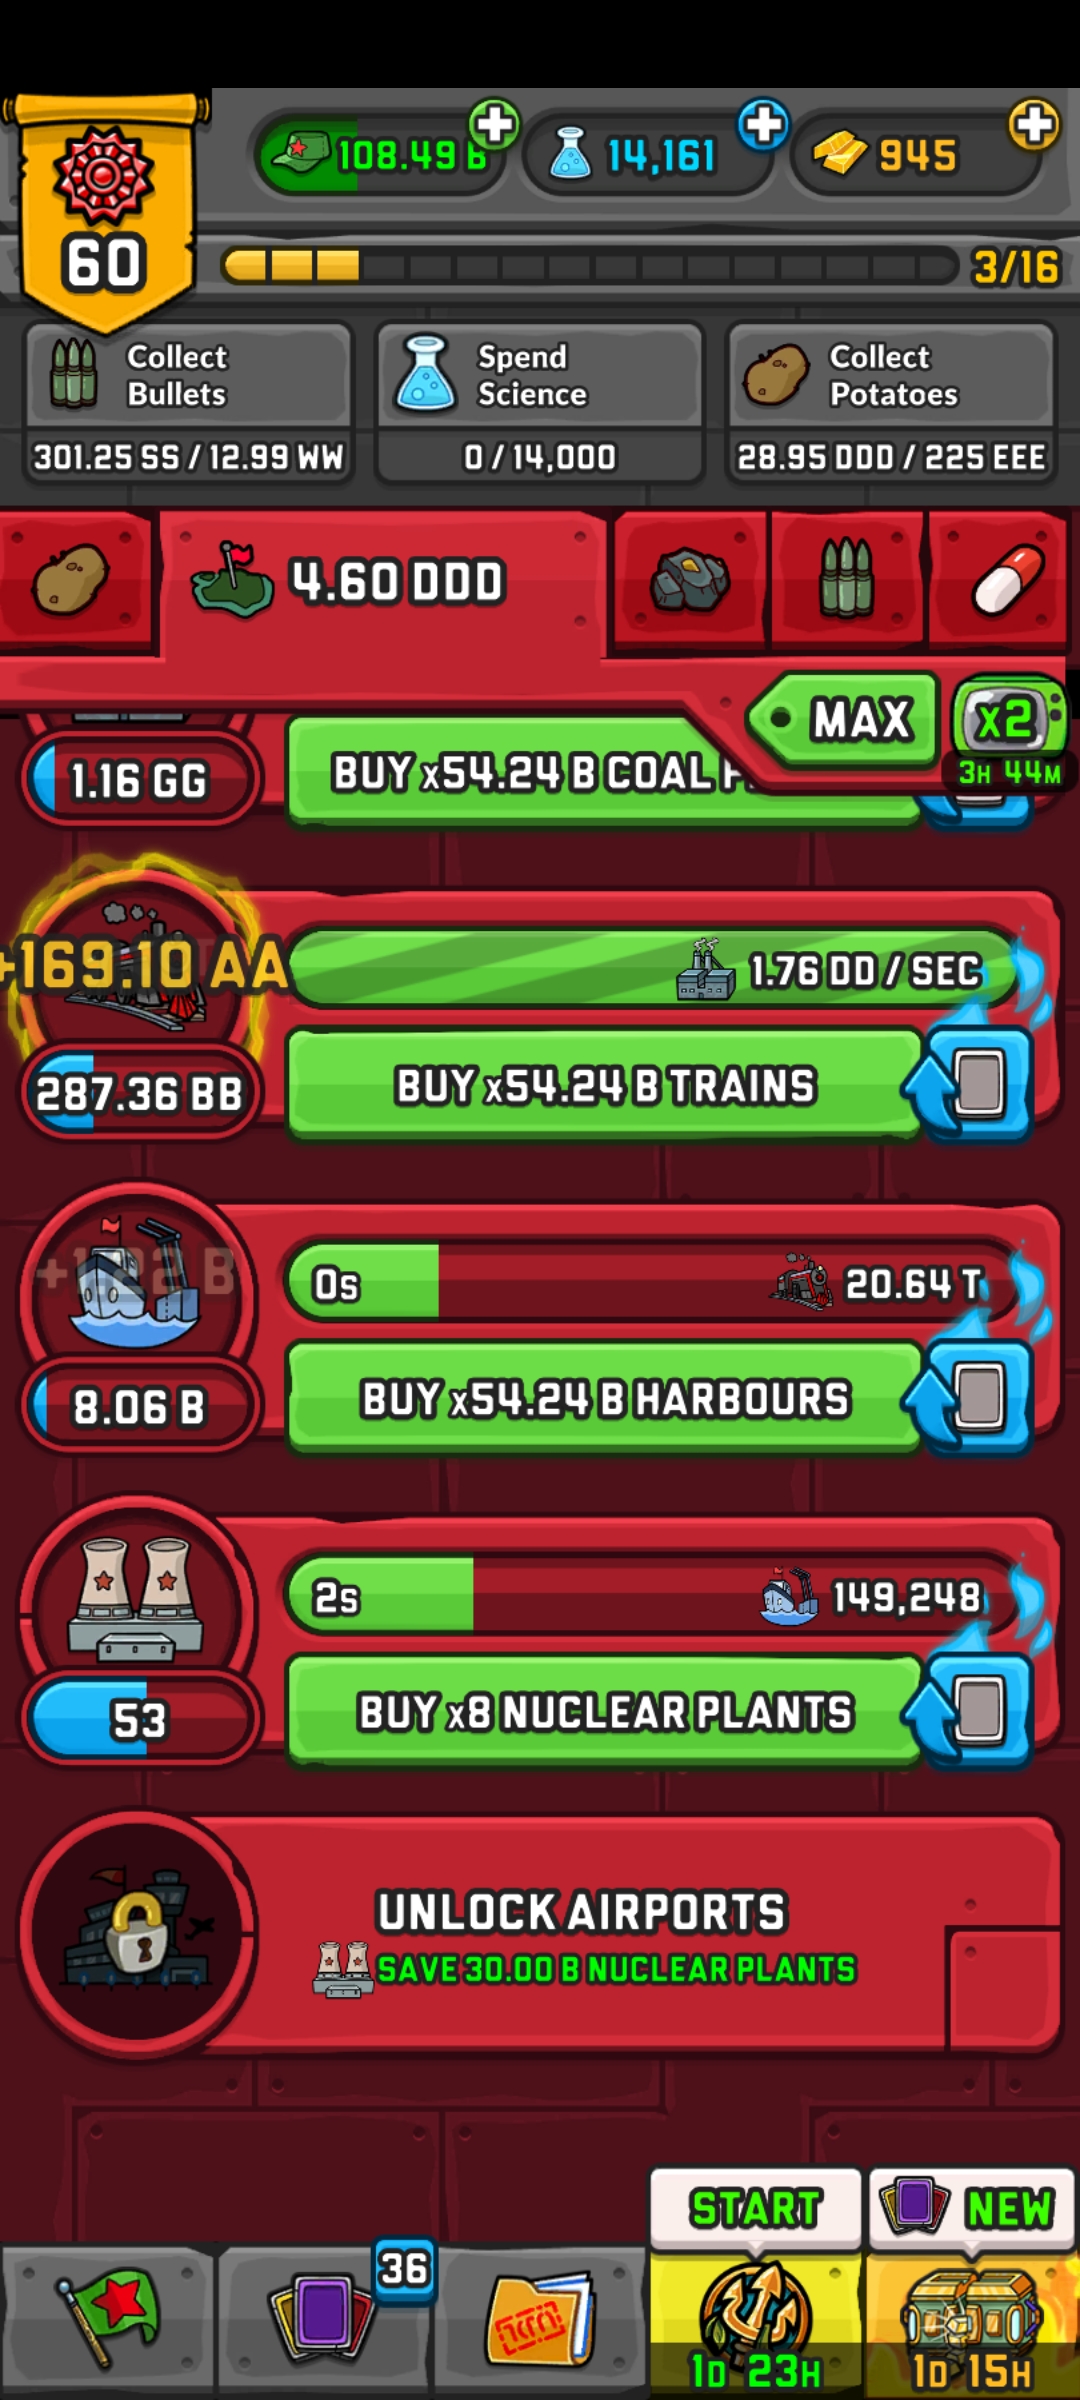 60
108.49 B
14,161
945
3/16
Collect
Bullets
301.25 SS / 12.99 WW
Spend
Science
0 / 14,000
Collect
Potatoes
28.95 DDD / 225 EEE
4.60 DDD
MAX
x2
3H 44M
1.16 GG
BUY x54.24 B COAL
+169.10 AA
1.76 DD / SEC
287.36 BB
BUY x54.24 B TRAINS
+1.22 B
0s
20.64 T
8.06 B
BUY x54.24 B HARBOURS
2s
149,248
53
BUY x8 NUCLEAR PLANTS
UNLOCK AIRPORTS
SAVE 30.00 B NUCLEAR PLANTS
START
NEW
36
1D 23H
1D 15H